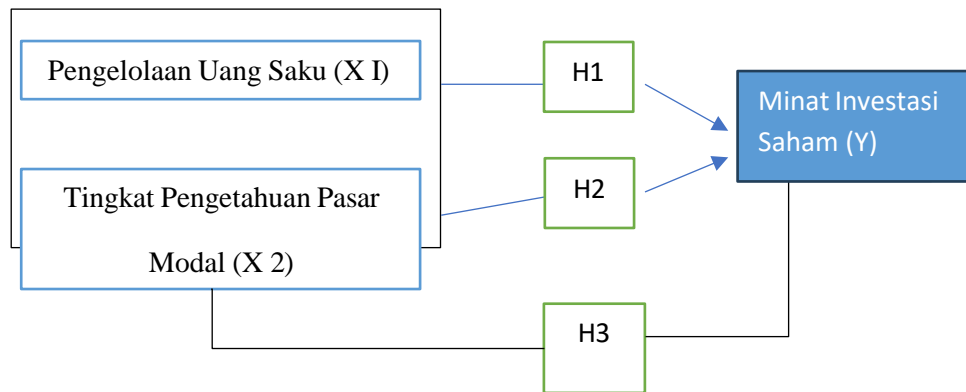 Pengelolaan Uang Saku (X I)
H1
Minat Investasi
Saham (Y)
Tingkat Pengetahuan Pasar
Modal (X 2)
H2
H3